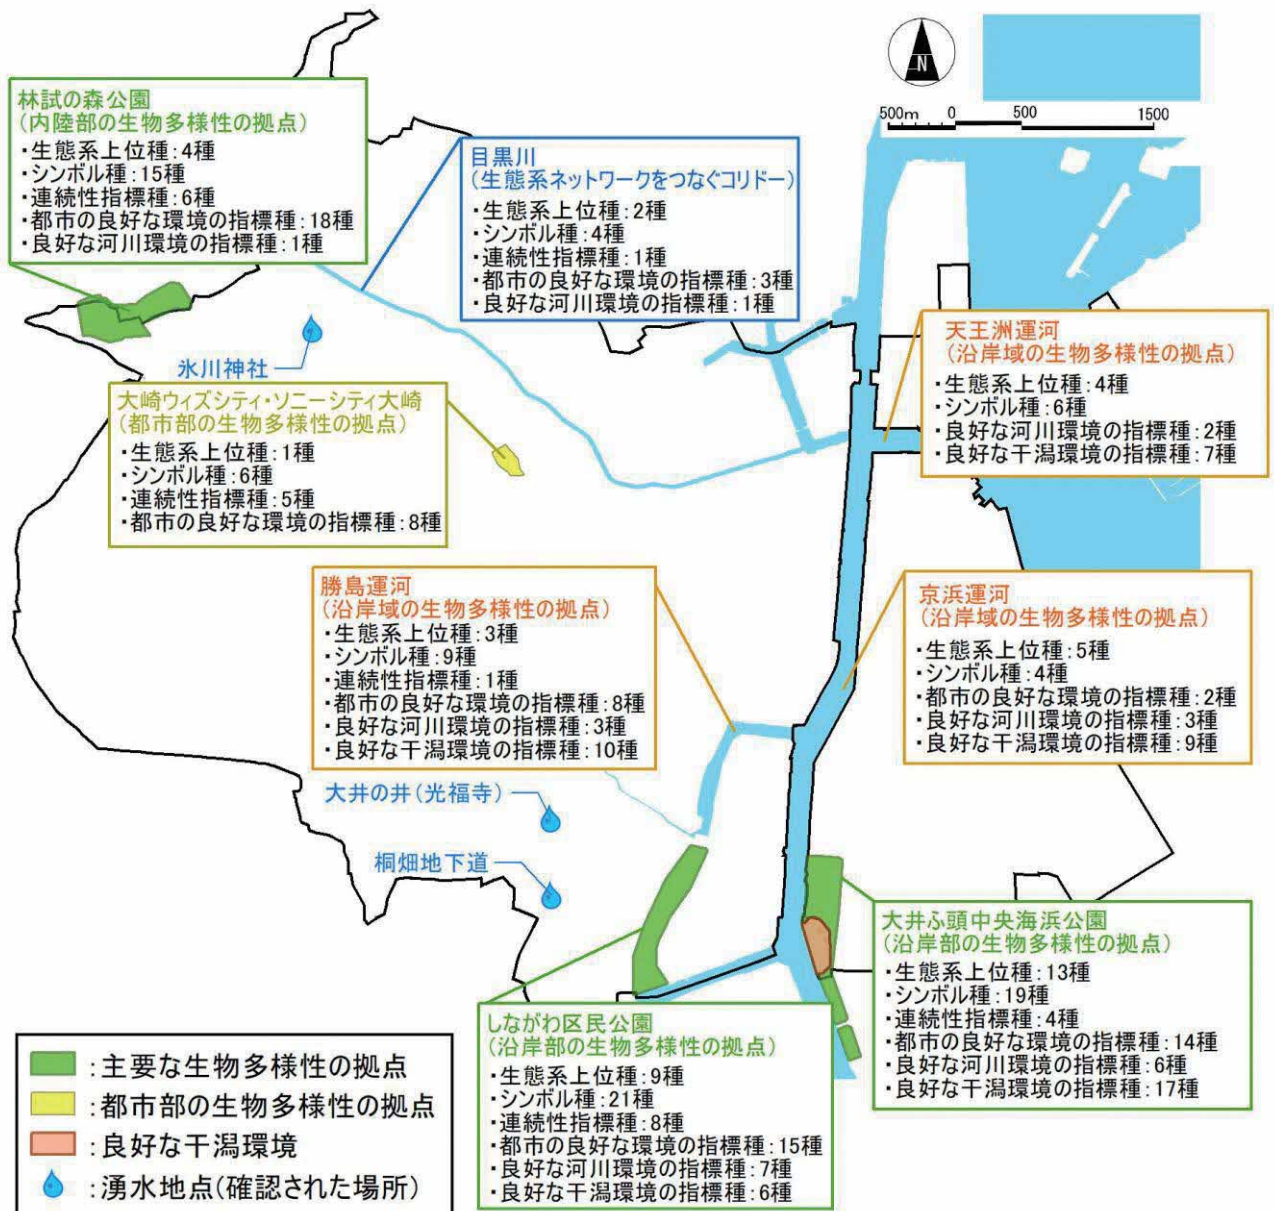 N
500m 0 500 1500
林試の森公園
(内陸部の生物多様性の拠点)
・生態系上位種:4種
・シンボル種:15種
・連続性指標種:6種
・都市の良好な環境の指標種:18種
・良好な河川環境の指標種:1種
目黒川
(生態系ネットワークをつなぐコリドー)
・生態系上位種:2種
・シンボル種:4種
・連続性指標種:1種
・都市の良好な環境の指標種:3種
・良好な河川環境の指標種:1種
天王洲運河
(沿岸域の生物多様性の拠点)
・生態系上位種:4種
・シンボル種:6種
・良好な河川環境の指標種:2種
・良好な干潟環境の指標種:7種
氷川神社
大崎ウィズシティ・ソニーシティ大崎
(都市部の生物多様性の拠点)
・生態系上位種:1種
・シンボル種:6種
・連続性指標種:5種
・都市の良好な環境の指標種:8種
勝島運河
(沿岸域の生物多様性の拠点)
・生態系上位種:3種
・シンボル種:9種
・連続性指標種:1種
・都市の良好な環境の指標種:8種
・良好な河川環境の指標種:3種
・良好な干潟環境の指標種:10種
京浜運河
(沿岸域の生物多様性の拠点)
・生態系上位種:5種
・シンボル種:4種
・都市の良好な環境の指標種:2種
・良好な河川環境の指標種:3種
・良好な干潟環境の指標種:9種
大井の井(光福寺)
桐畑地下道
大井ふ頭中央海浜公園
(沿岸部の生物多様性の拠点)
・生態系上位種:13種
・シンボル種:19種
・連続性指標種:4種
・都市の良好な環境の指標種:14種
・良好な河川環境の指標種:6種
・良好な干潟環境の指標種:17種
しながわ区民公園
(沿岸部の生物多様性の拠点)
・生態系上位種:9種
・シンボル種:21種
・連続性指標種:8種
・都市の良好な環境の指標種:15種
・良好な河川環境の指標種:7種
・良好な干潟環境の指標種:6種
:主要な生物多様性の拠点
:都市部の生物多様性の拠点
:良好な干潟環境
:湧水地点(確認された場所)